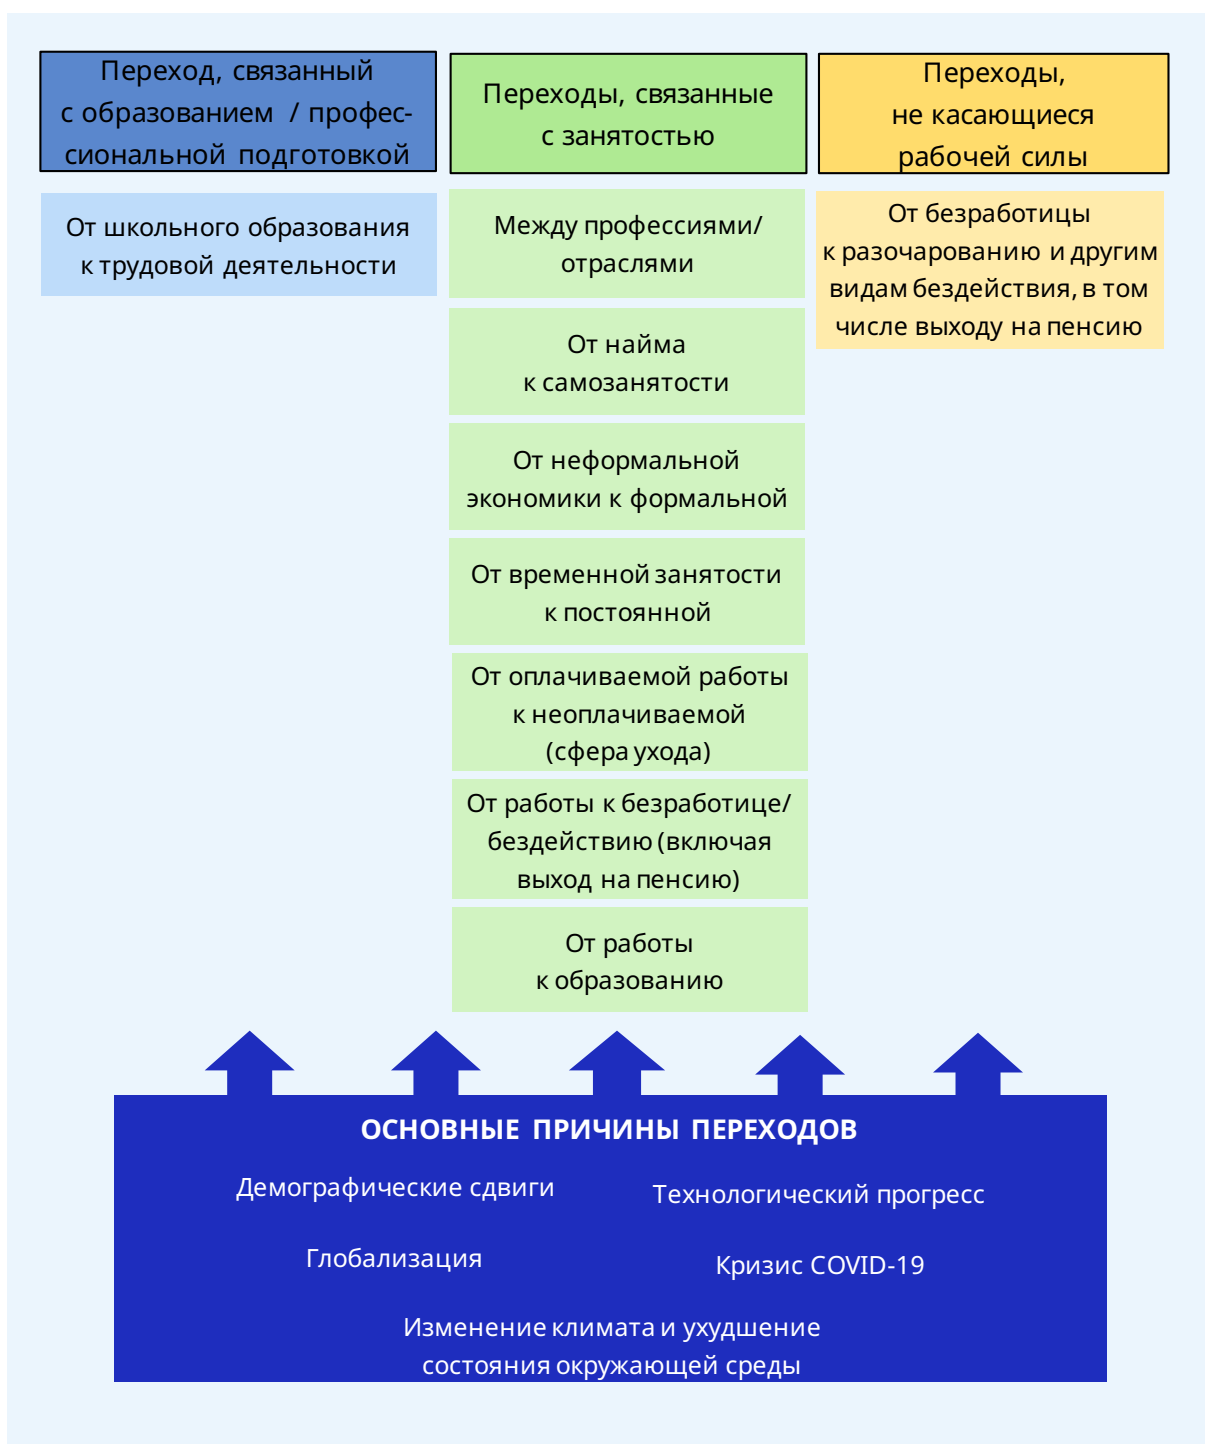 Переход, связанный
с образованием / профес-
сиональной подготовкой
От школьного образования
к трудовой деятельности
Переходы, связанные
с занятостью
Между профессиями/
отраслями
От найма
к самозанятости
От неформальной
экономики к формальной
От временной занятости
к постоянной
От оплачиваемой работы
к неоплачиваемой
(сфера ухода)
От работы к безработице/
бездействию (включая
выход на пенсию)
От работы
к образованию
Переходы,
не касающиеся
рабочей силы
От безработицы
к разочарованию и другим
видам бездействия, в том
числе выходу на пенсию
ОСНОВНЫЕ ПРИЧИНЫ ПЕРЕХОДОВ
Демографические сдвиги
Технологический прогресс
Глобализация
Кризис COVID-19
Изменение климата и ухудшение
состояния окружающей среды